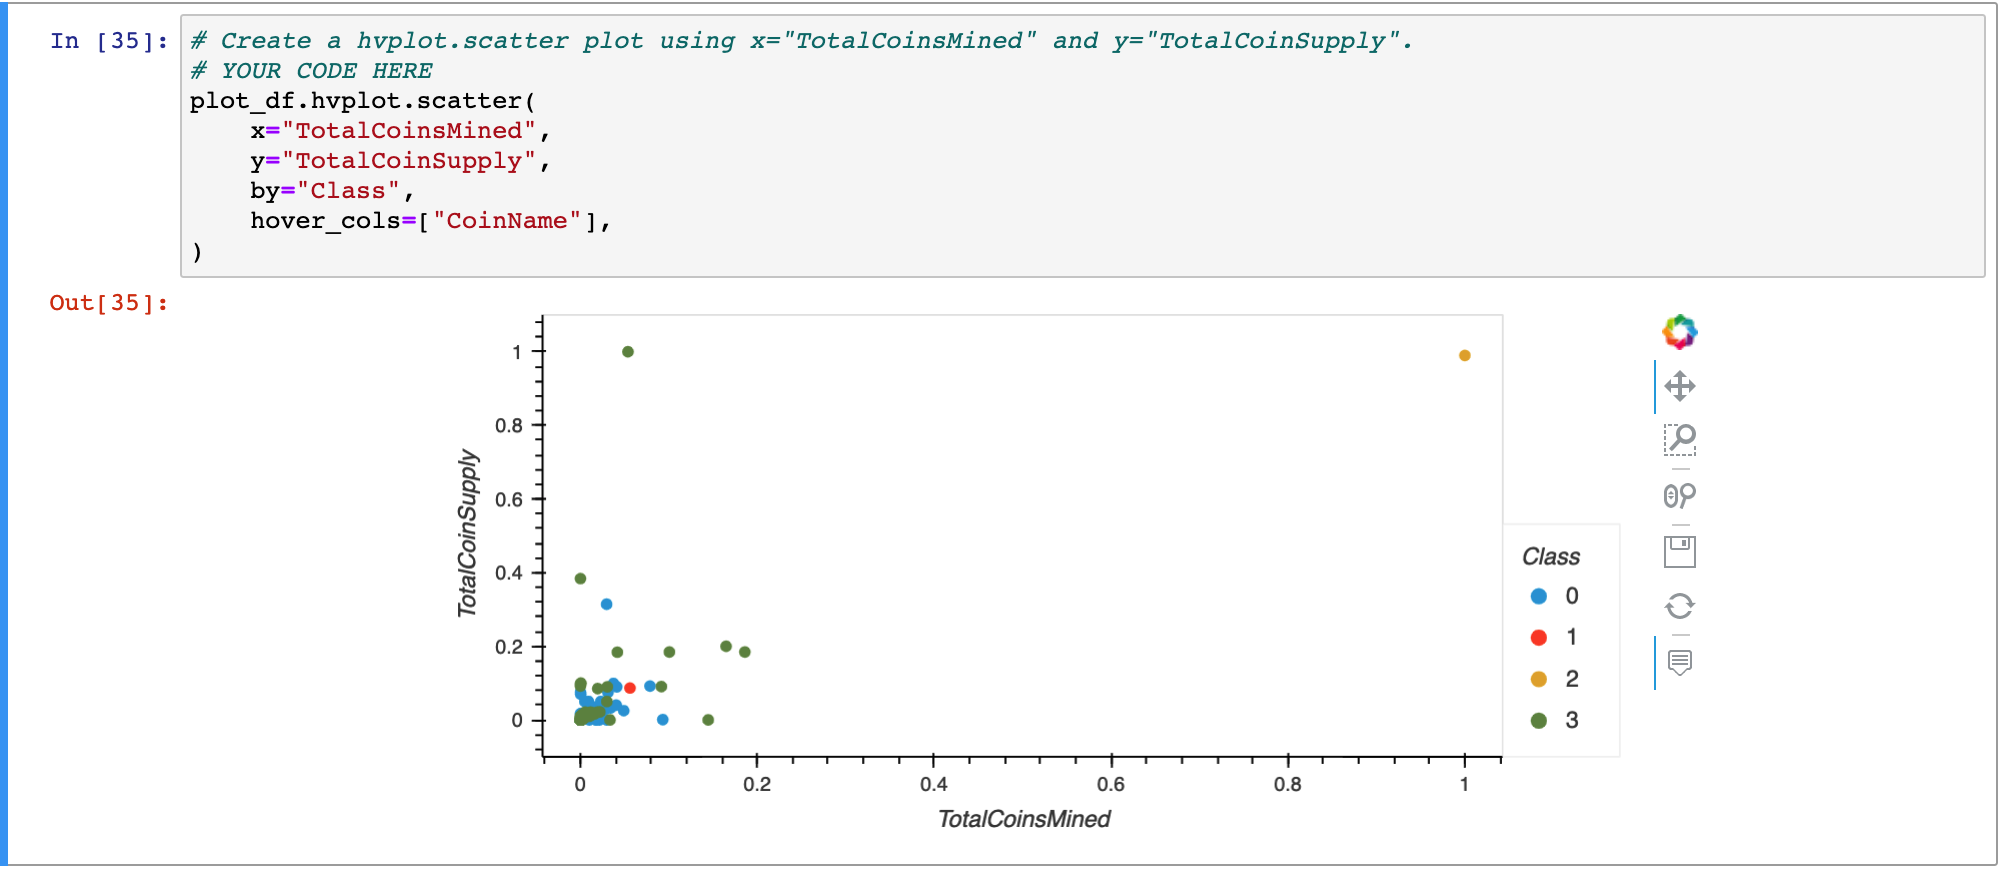 In [35]:
# Create a hvplot.scatter plot using x="TotalCoinsMined" and y="TotalCoinSupply".
# YOUR CODE HERE
plot_df.hvplot.scatter(
    x="TotalCoinsMined",
    y="TotalCoinSupply",
    by="Class",
    hover_cols=["CoinName"],
)
Out[35]:
TotalCoinSupply
1
0.8
0.6
0.4
0.2
0
0 0.2 0.4 0.6 0.8 1
TotalCoinsMined
Class
0
1
2
3